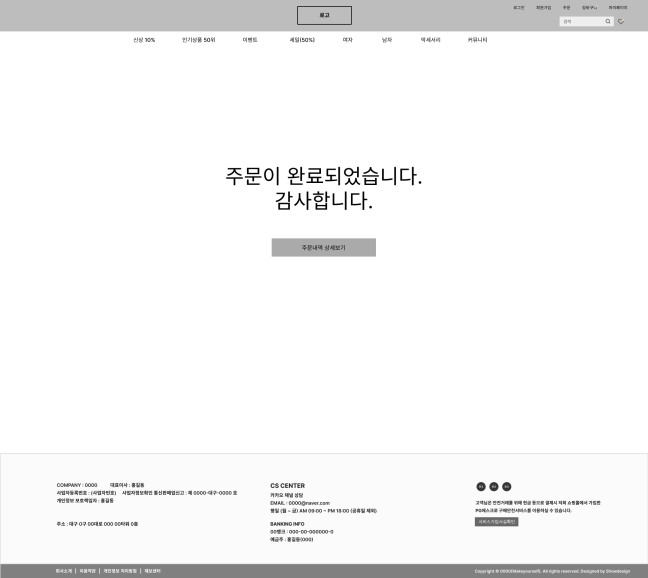 로고
로그인 회원가입 주문 장바구니 마이페이지
검색
신상 10% 인기상품 50위 이벤트 세일(50%) 여자 남자 악세서리 커뮤니티
주문이 완료되었습니다.
감사합니다.
주문내역 상세보기
COMPANY : 0000 대표이사 : 홍길동
사업자등록번호 : (사업자번호) 사업자정보확인 통신판매업신고 : 제 0000-대구-0000 호
개인정보 보호책임자 : 홍길동
주소 : 대구 0구 00대로 000 00타워 0층
CS CENTER
카카오 채널 상담
EMAIL : 0000@naver.com
평일 (월 ~ 금) AM 09:00 ~ PM 18:00 (공휴일 제외)
BANKING INFO
00뱅크 : 000-00-000000-0
예금주 : 홍길동(000)
고객님은 안전거래를 위해 현금 등으로 결제시 저희 쇼핑몰에서 가입한
PG에스크로 구매안전서비스를 이용하실 수 있습니다.
서비스가입사실확인
회사소개 | 이용약관 | 개인정보 처리방침 | 제보센터